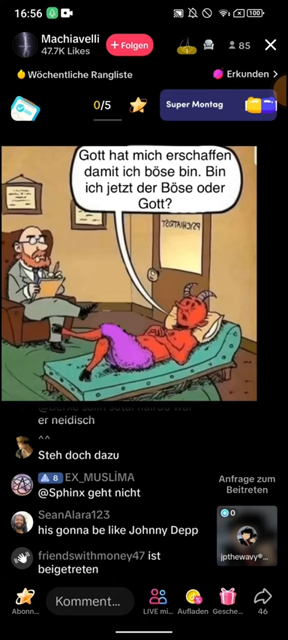 16:56
100
Machiavelli
47.7K Likes
+ Folgen
85
Wöchentliche Rangliste
Erkunden >
0/5
Super Montag
Gott hat mich erschaffen
damit ich böse bin. Bin
ich jetzt der Böse oder
Gott?
PSYCHIATRIST
er neidisch
^^
Steh doch dazu
8 EX_MUSLİMA
@Sphinx geht nicht
Anfrage zum
Beitreten
SeanAlara123
his gonna be like Johnny Depp
0
jpthewavy
friendswithmoney47 ist
beigetreten
Abonn...
Komment...
LIVE mi...
Aufladen
Gesche...
46